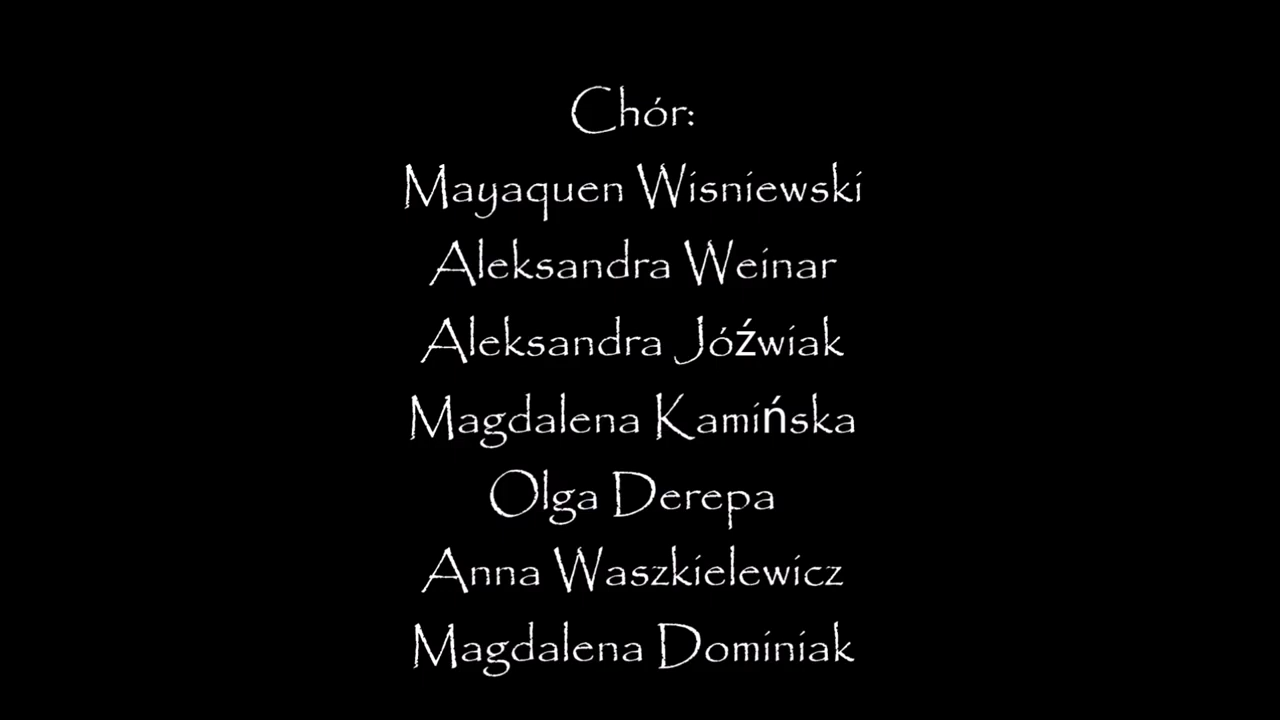 Chór:
Mayaquen Wisniewski
Aleksandra Weinar
Aleksandra Jóźwiak
Magdalena Kamińska
Olga Derepa
Anna Waszkielewicz
Magdalena Dominiak